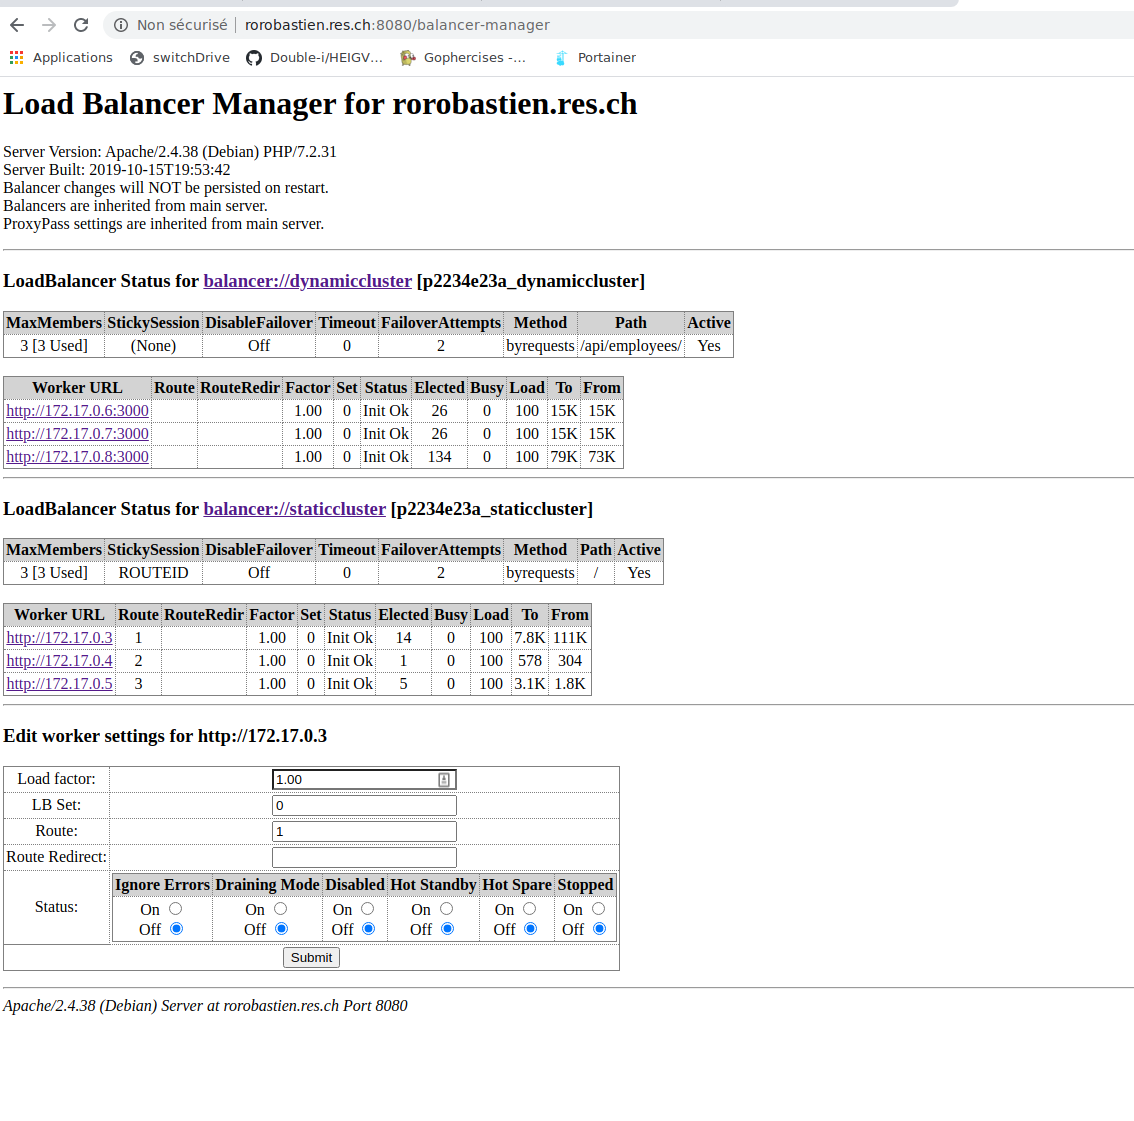 Non sécurisé | rorobastien.res.ch:8080/balancer-manager
Applications switchDrive Double-i/HEIGV... Gophercises -... Portainer
Load Balancer Manager for rorobastien.res.ch
Server Version: Apache/2.4.38 (Debian) PHP/7.2.31
Server Built: 2019-10-15T19:53:42
Balancer changes will NOT be persisted on restart.
Balancers are inherited from main server.
ProxyPass settings are inherited from main server.
LoadBalancer Status for balancer://dynamiccluster [p2234e23a_dynamiccluster]
MaxMembers StickySession DisableFailover Timeout FailoverAttempts Method Path Active
3 [3 Used] (None) Off 0 2 byrequests /api/employees/ Yes
Worker URL Route RouteRedir Factor Set Status Elected Busy Load To From
http://172.17.0.6:3000 1.00 0 Init Ok 26 0 100 15K 15K
http://172.17.0.7:3000 1.00 0 Init Ok 26 0 100 15K 15K
http://172.17.0.8:3000 1.00 0 Init Ok 134 0 100 79K 73K
LoadBalancer Status for balancer://staticcluster [p2234e23a_staticcluster]
MaxMembers StickySession DisableFailover Timeout FailoverAttempts Method Path Active
3 [3 Used] ROUTEID Off 0 2 byrequests / Yes
Worker URL Route RouteRedir Factor Set Status Elected Busy Load To From
http://172.17.0.3 1 1.00 0 Init Ok 14 0 100 7.8K 111K
http://172.17.0.4 2 1.00 0 Init Ok 1 0 100 578 304
http://172.17.0.5 3 1.00 0 Init Ok 5 0 100 3.1K 1.8K
Edit worker settings for http://172.17.0.3
Load factor: 1.00
LB Set: 0
Route: 1
Route Redirect:
Status:
Ignore Errors Draining Mode Disabled Hot Standby Hot Spare Stopped
On On On On On On
Off Off Off Off Off Off
Submit
Apache/2.4.38 (Debian) Server at rorobastien.res.ch Port 8080